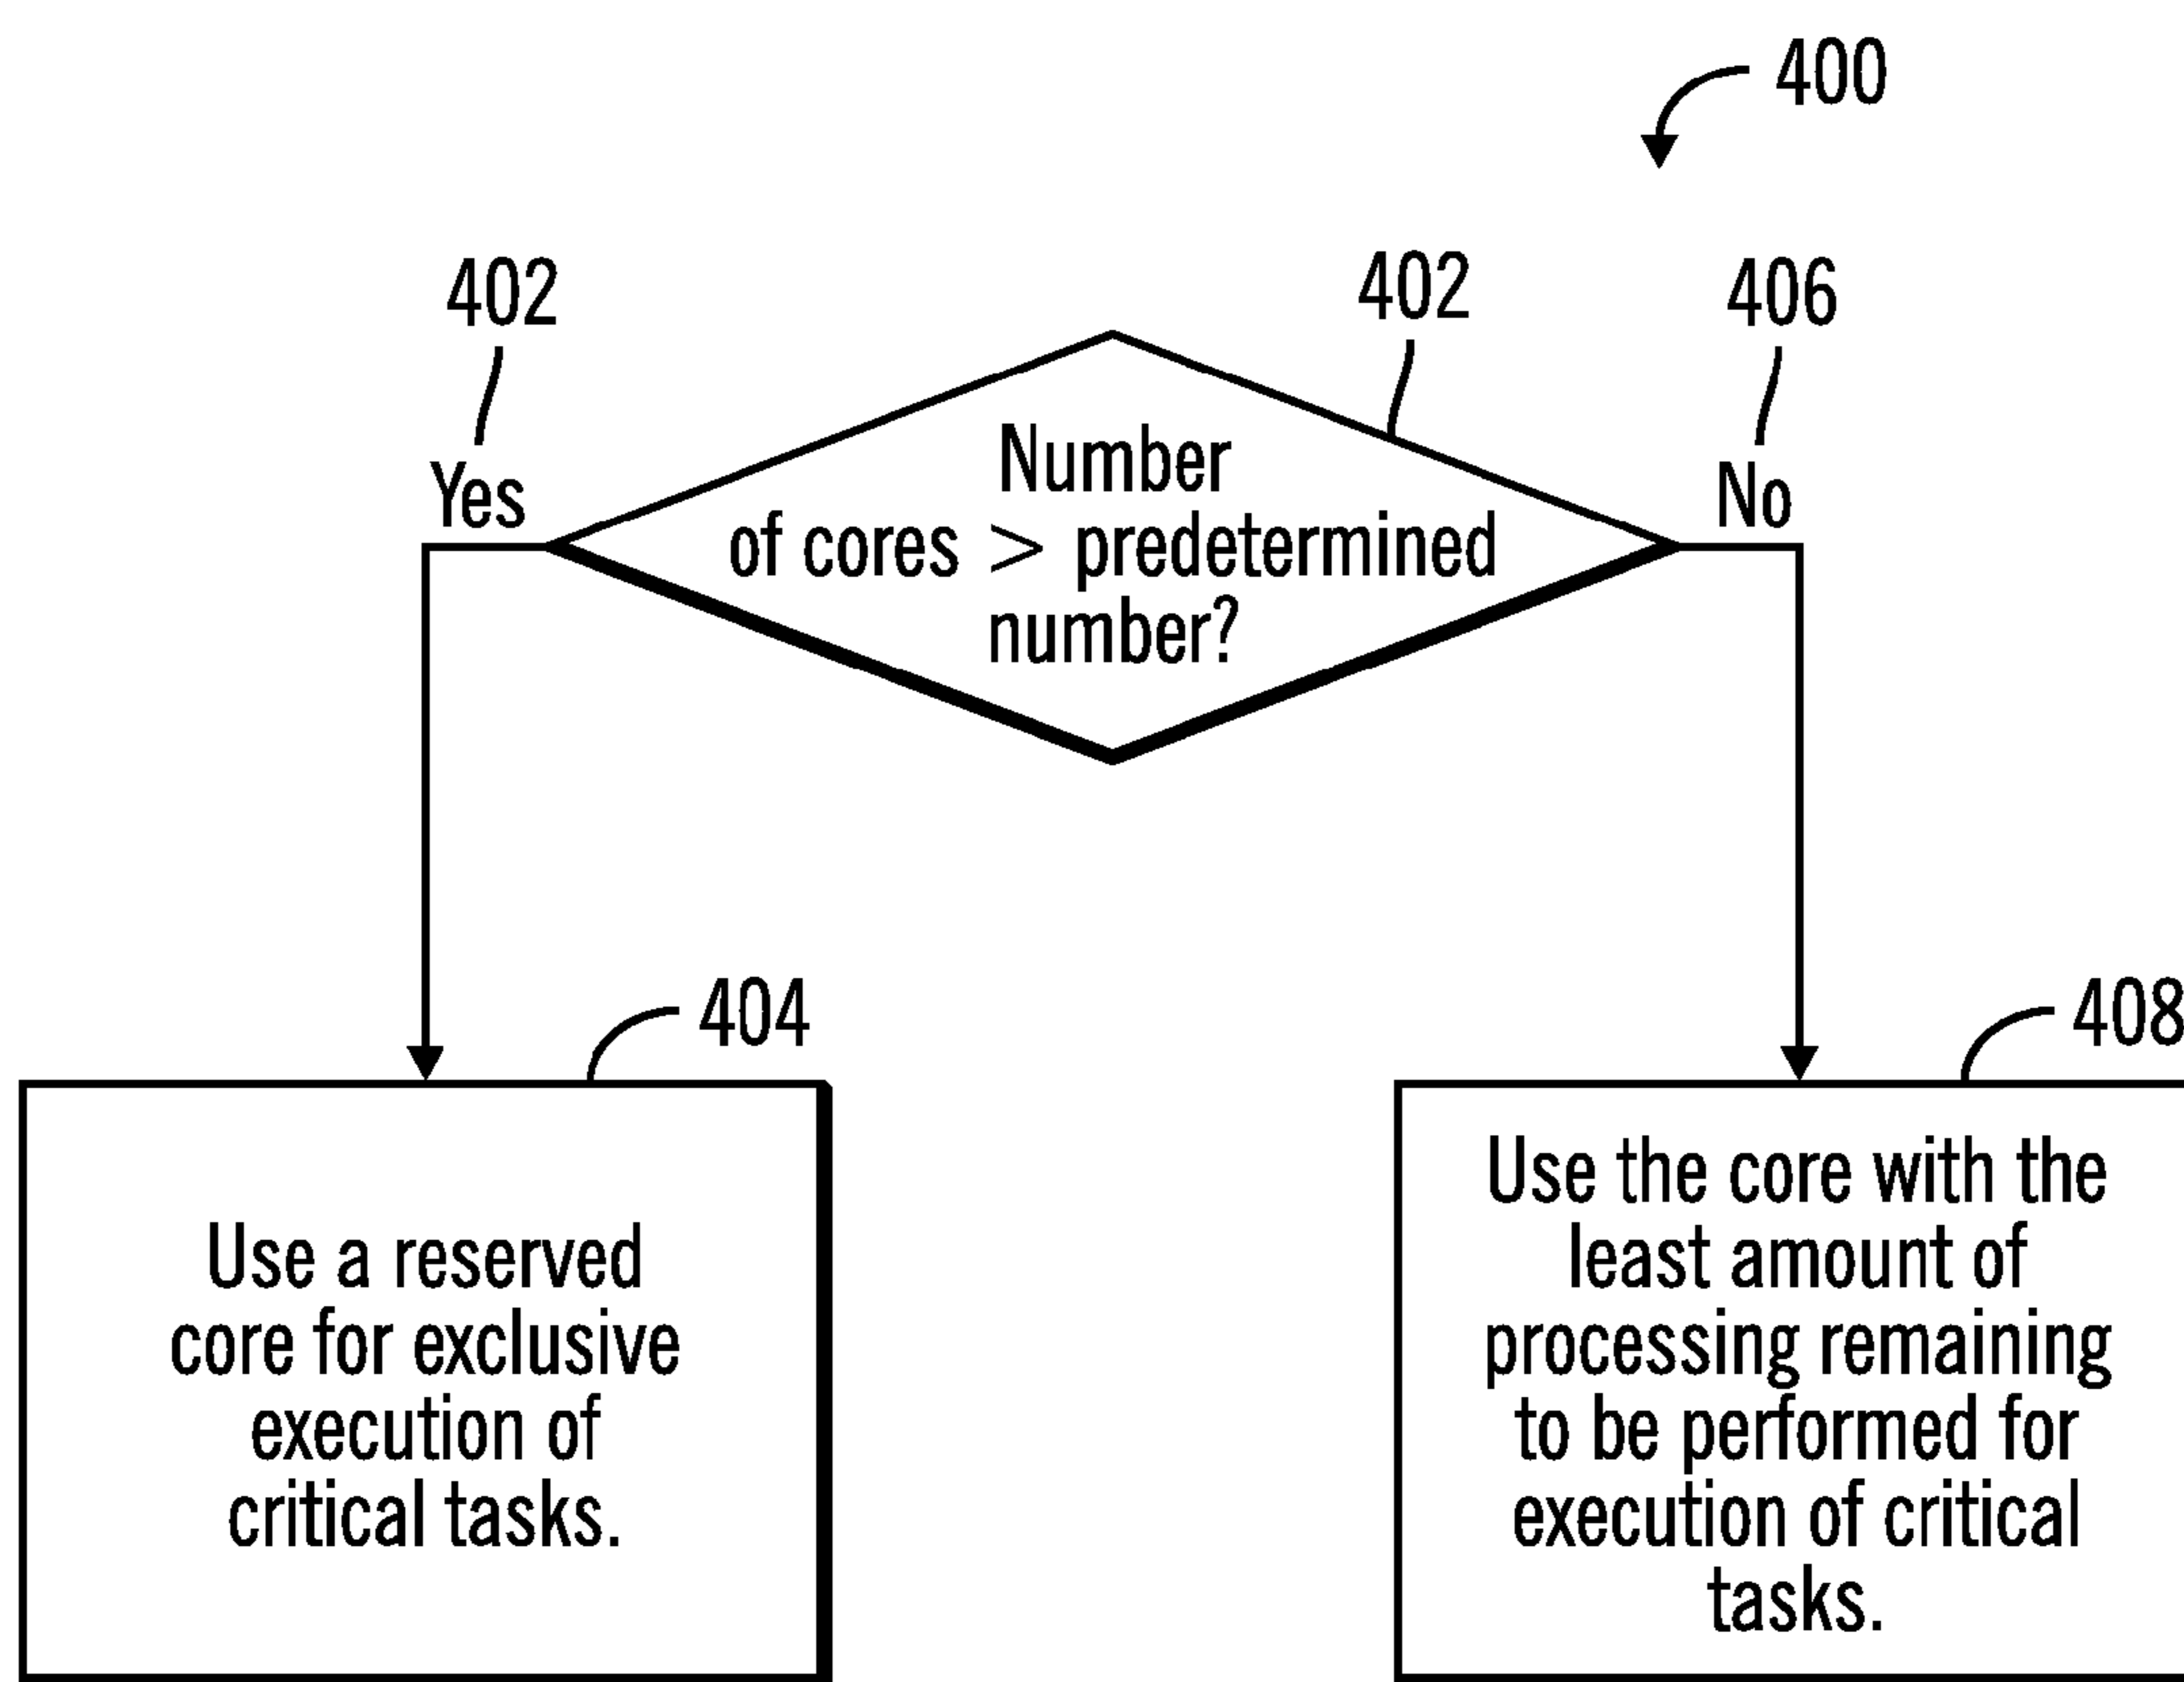 400
402
402
406
Yes
No
Number
of cores > predetermined
number?
404
408
Use a reserved
core for exclusive
execution of
critical tasks.
Use the core with the
least amount of
processing remaining
to be performed for
execution of critical
tasks.